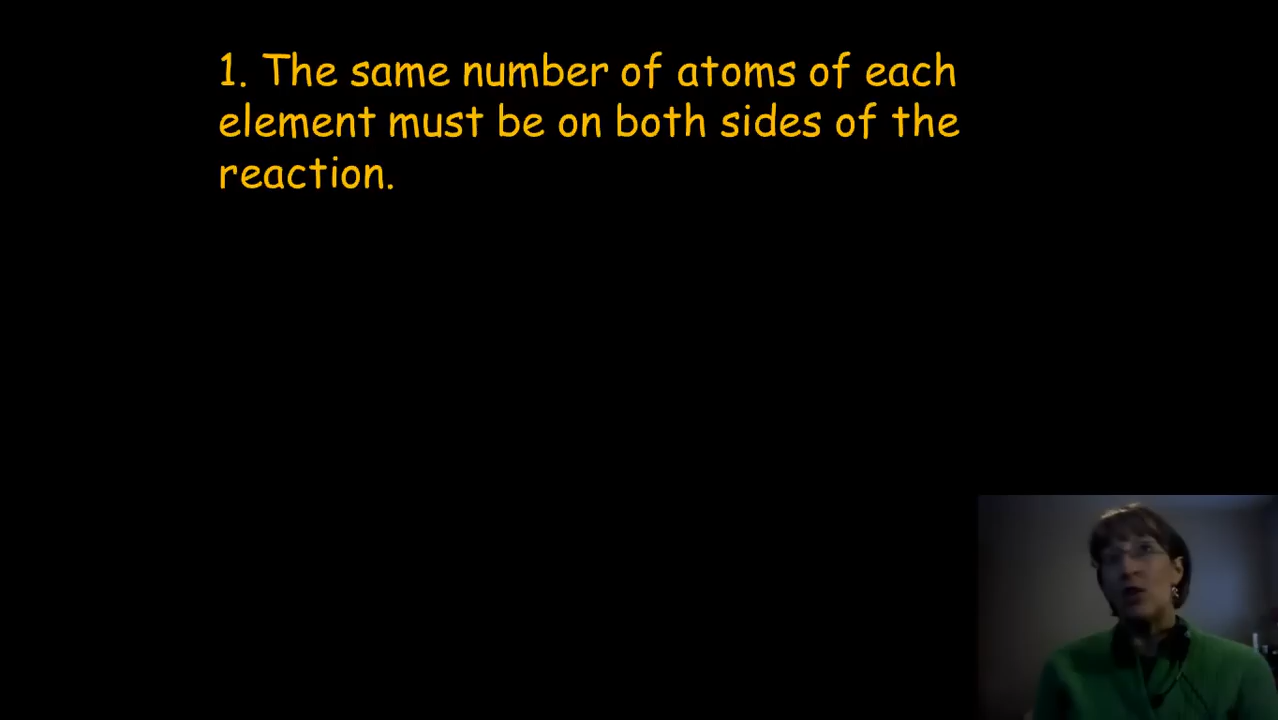 1. The same number of atoms of each
element must be on both sides of the
reaction.